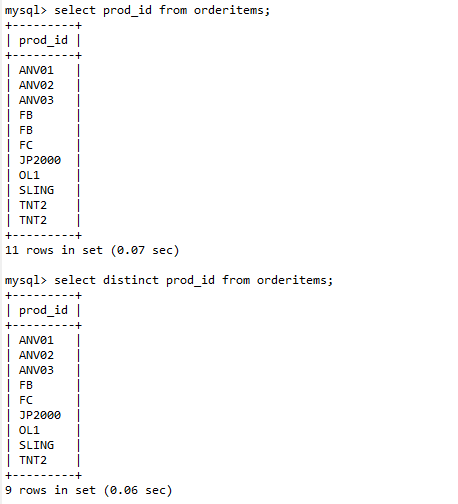 mysql> select prod_id from orderitems;
+---------+
| prod_id |
+---------+
| ANV01   |
| ANV02   |
| ANV03   |
| FB      |
| FB      |
| FC      |
| JP2000  |
| OL1     |
| SLING   |
| TNT2    |
| TNT2    |
+---------+
11 rows in set (0.07 sec)

mysql> select distinct prod_id from orderitems;
+---------+
| prod_id |
+---------+
| ANV01   |
| ANV02   |
| ANV03   |
| FB      |
| FC      |
| JP2000  |
| OL1     |
| SLING   |
| TNT2    |
+---------+
9 rows in set (0.06 sec)